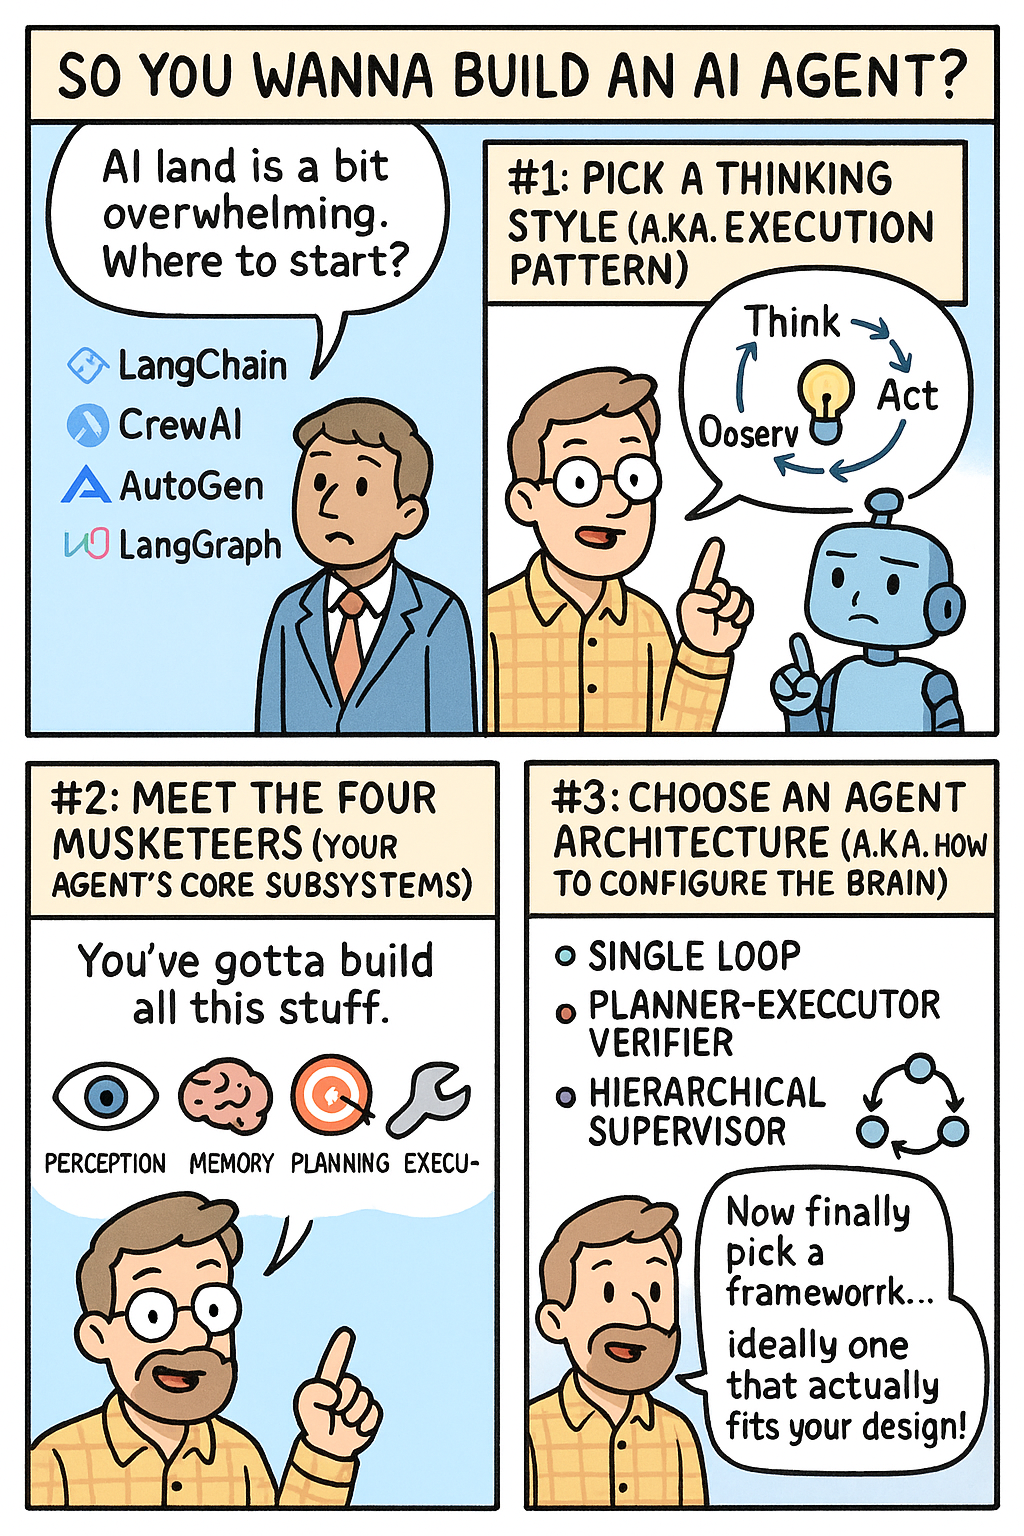 SO YOU WANNA BUILD AN AI AGENT?
AI land is a bit
overwhelming.
Where to start?
LangChain
CrewAI
AutoGen
LangGraph
#1: PICK A THINKING
STYLE (A.KA. EXECUTION
PATTERN)
Think
Act
Ooserv
#2: MEET THE FOUR
MUSKETEERS (YOUR
AGENT'S CORE SUBSYSTEMS)
You've gotta build
all this stuff.
PERCEPTION MEMORY PLANNING EXECU-
#3: CHOOSE AN AGENT
ARCHITECTURE (A.K.A. HOW
TO CONFIGURE THE BRAIN)
SINGLE LOOP
PLANNER-EXECCUTOR
VERIFIER
HIERARCHICAL
SUPERVISOR
Now finally
pick a
frameworrk...
ideally one
that actually
fits your design!